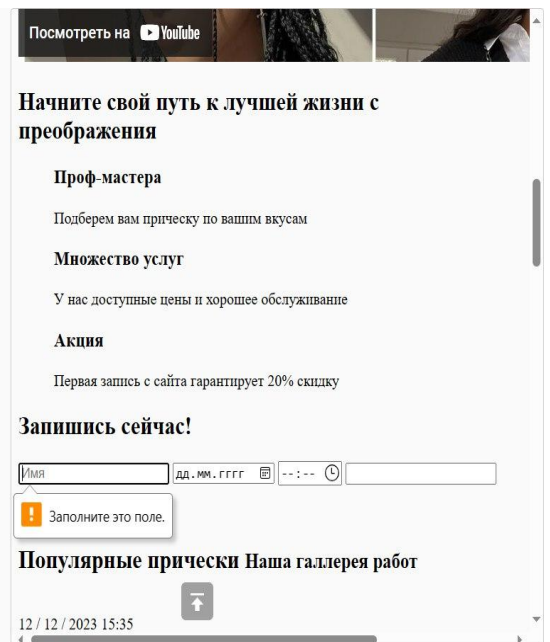 Посмотреть на YouTube
Начните свой путь к лучшей жизни с
преображения
Проф-мастера
Подберем вам прическу по вашим вкусам
Множество услуг
У нас доступные цены и хорошее обслуживание
Акция
Первая запись с сайта гарантирует 20% скидку
Запишись сейчас!
Имя дд.мм.гггг --:--
Заполните это поле.
Популярные прически Наша галлерея работ
12 / 12 / 2023 15:35